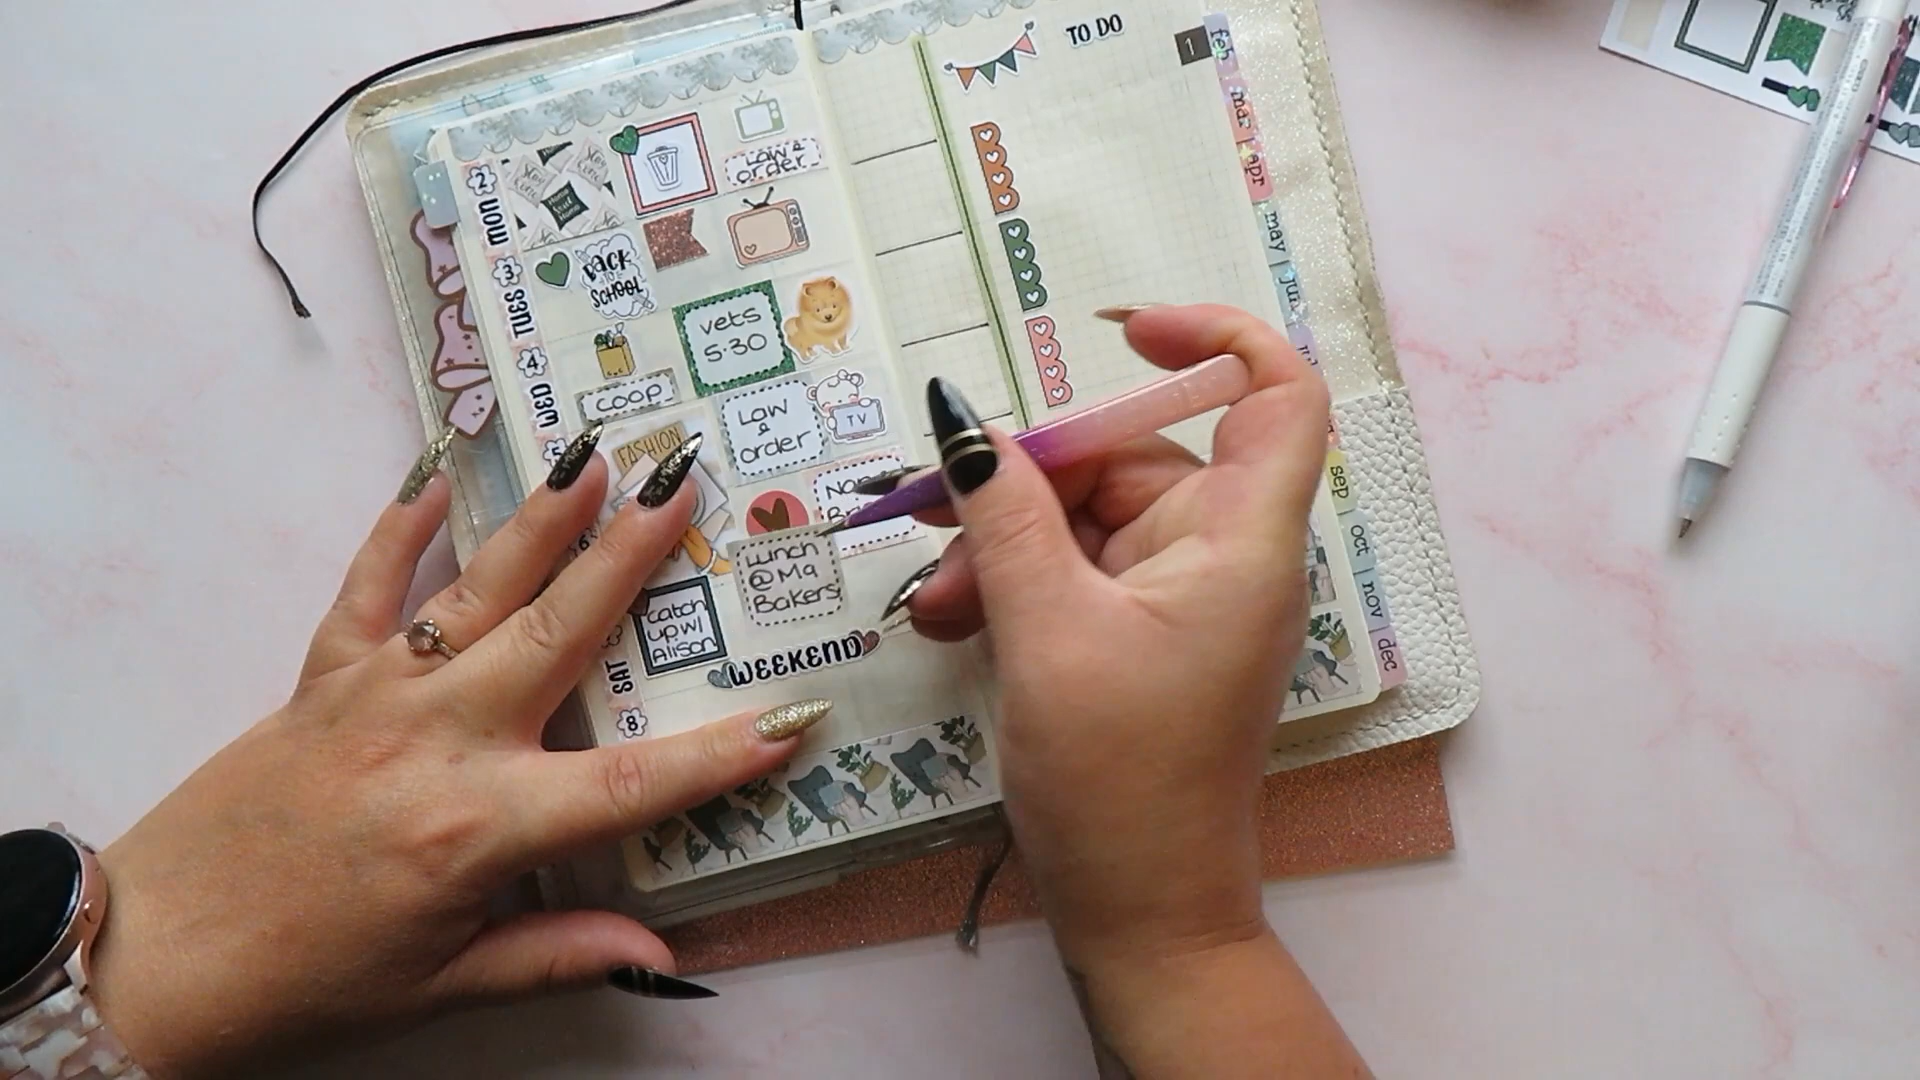 TO DO
1
feb
mar
apr
may
jun
sep
oct
nov
dec
MON 2
Law &
order
TUES 3
BACK
TO
SCHOOL
vets
5:30
WED 4
coop
Law
&
order
TV
5
FASHION
6
Lunch
@ Ma
Bakers
SAT
catch
up w/
Alison
WEEKEND
8